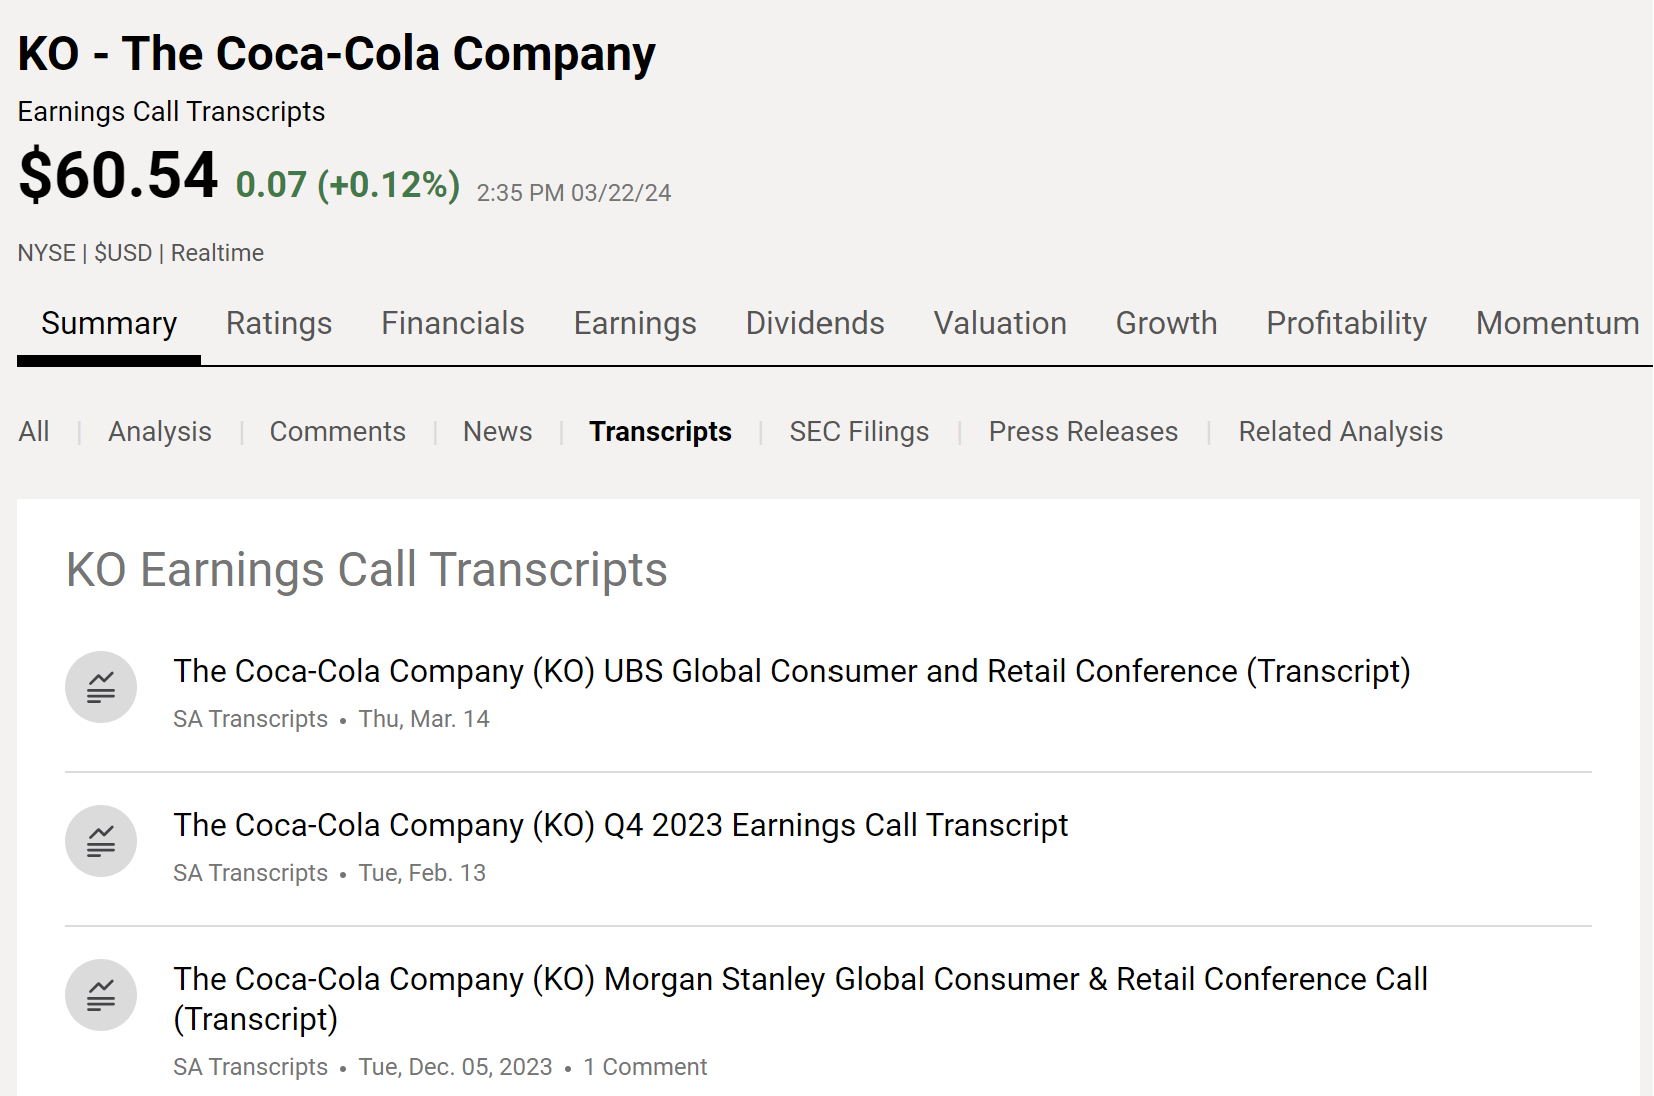 KO - The Coca-Cola Company
Earnings Call Transcripts
$60.54 0.07 (+0.12%) 2:35 PM 03/22/24
NYSE | $USD | Realtime
Summary Ratings Financials Earnings Dividends Valuation Growth Profitability Momentum
All | Analysis | Comments | News | Transcripts | SEC Filings | Press Releases | Related Analysis
KO Earnings Call Transcripts
The Coca-Cola Company (KO) UBS Global Consumer and Retail Conference (Transcript)
SA Transcripts • Thu, Mar. 14
The Coca-Cola Company (KO) Q4 2023 Earnings Call Transcript
SA Transcripts • Tue, Feb. 13
The Coca-Cola Company (KO) Morgan Stanley Global Consumer & Retail Conference Call
(Transcript)
SA Transcripts • Tue, Dec. 05, 2023 • 1 Comment